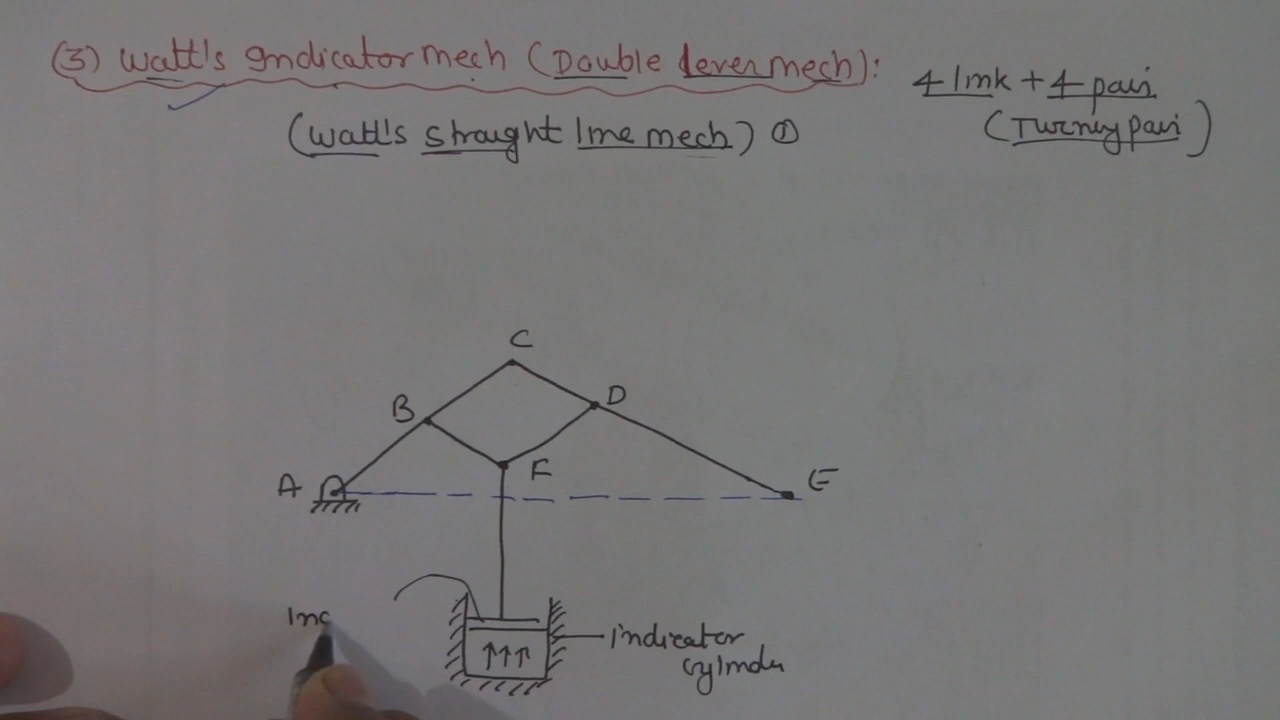 (3) Watt's Indicator mech (Double lever mech):
4 link + 4 pair
(Turning pair)
(Watt's straight line mech) ①
C
B
D
F
A
E
Inc
indicator
cylinder